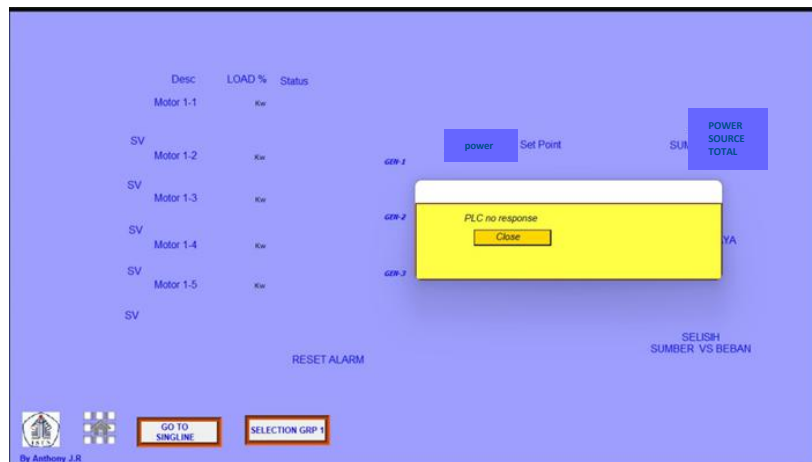 Desc LOAD % Status
Motor 1-1 Kw
POWER
SOURCE
TOTAL
SV
power Set Point
Motor 1-2 Kw
GEN-1
SV
Motor 1-3 Kw
GEN-2
PLC no response
Close
SV
Motor 1-4 Kw
YA
SV
Motor 1-5 Kw
GEN-3
SV
SELISIH
SUMBER VS BEBAN
RESET ALARM
GO TO
SINGLINE
SELECTION GRP 1
By Anthony J.R